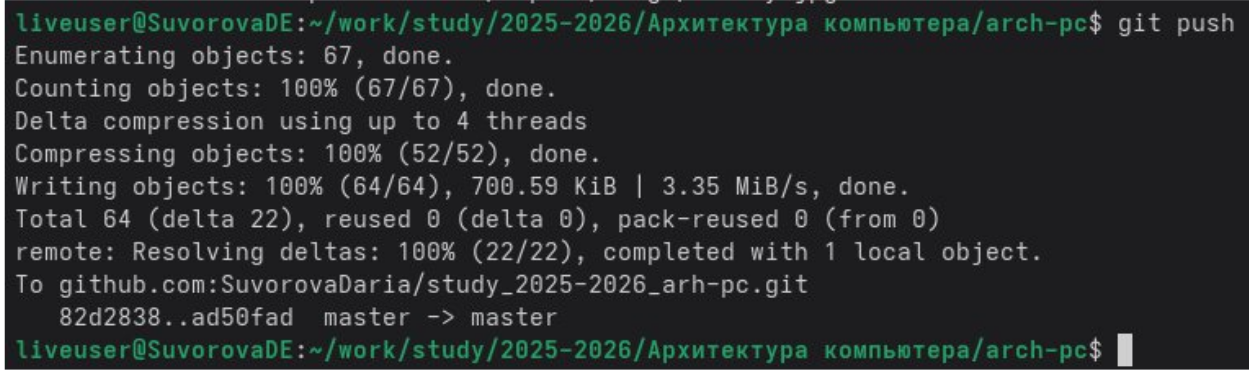 liveuser@SuvorovaDE:~/work/study/2025-2026/Архитектура компьютера/arch-pc$ git push
Enumerating objects: 67, done.
Counting objects: 100% (67/67), done.
Delta compression using up to 4 threads
Compressing objects: 100% (52/52), done.
Writing objects: 100% (64/64), 700.59 KiB | 3.35 MiB/s, done.
Total 64 (delta 22), reused 0 (delta 0), pack-reused 0 (from 0)
remote: Resolving deltas: 100% (22/22), completed with 1 local object.
To github.com:SuvorovaDaria/study_2025-2026_arh-pc.git
   82d2838..ad50fad  master -> master
liveuser@SuvorovaDE:~/work/study/2025-2026/Архитектура компьютера/arch-pc$